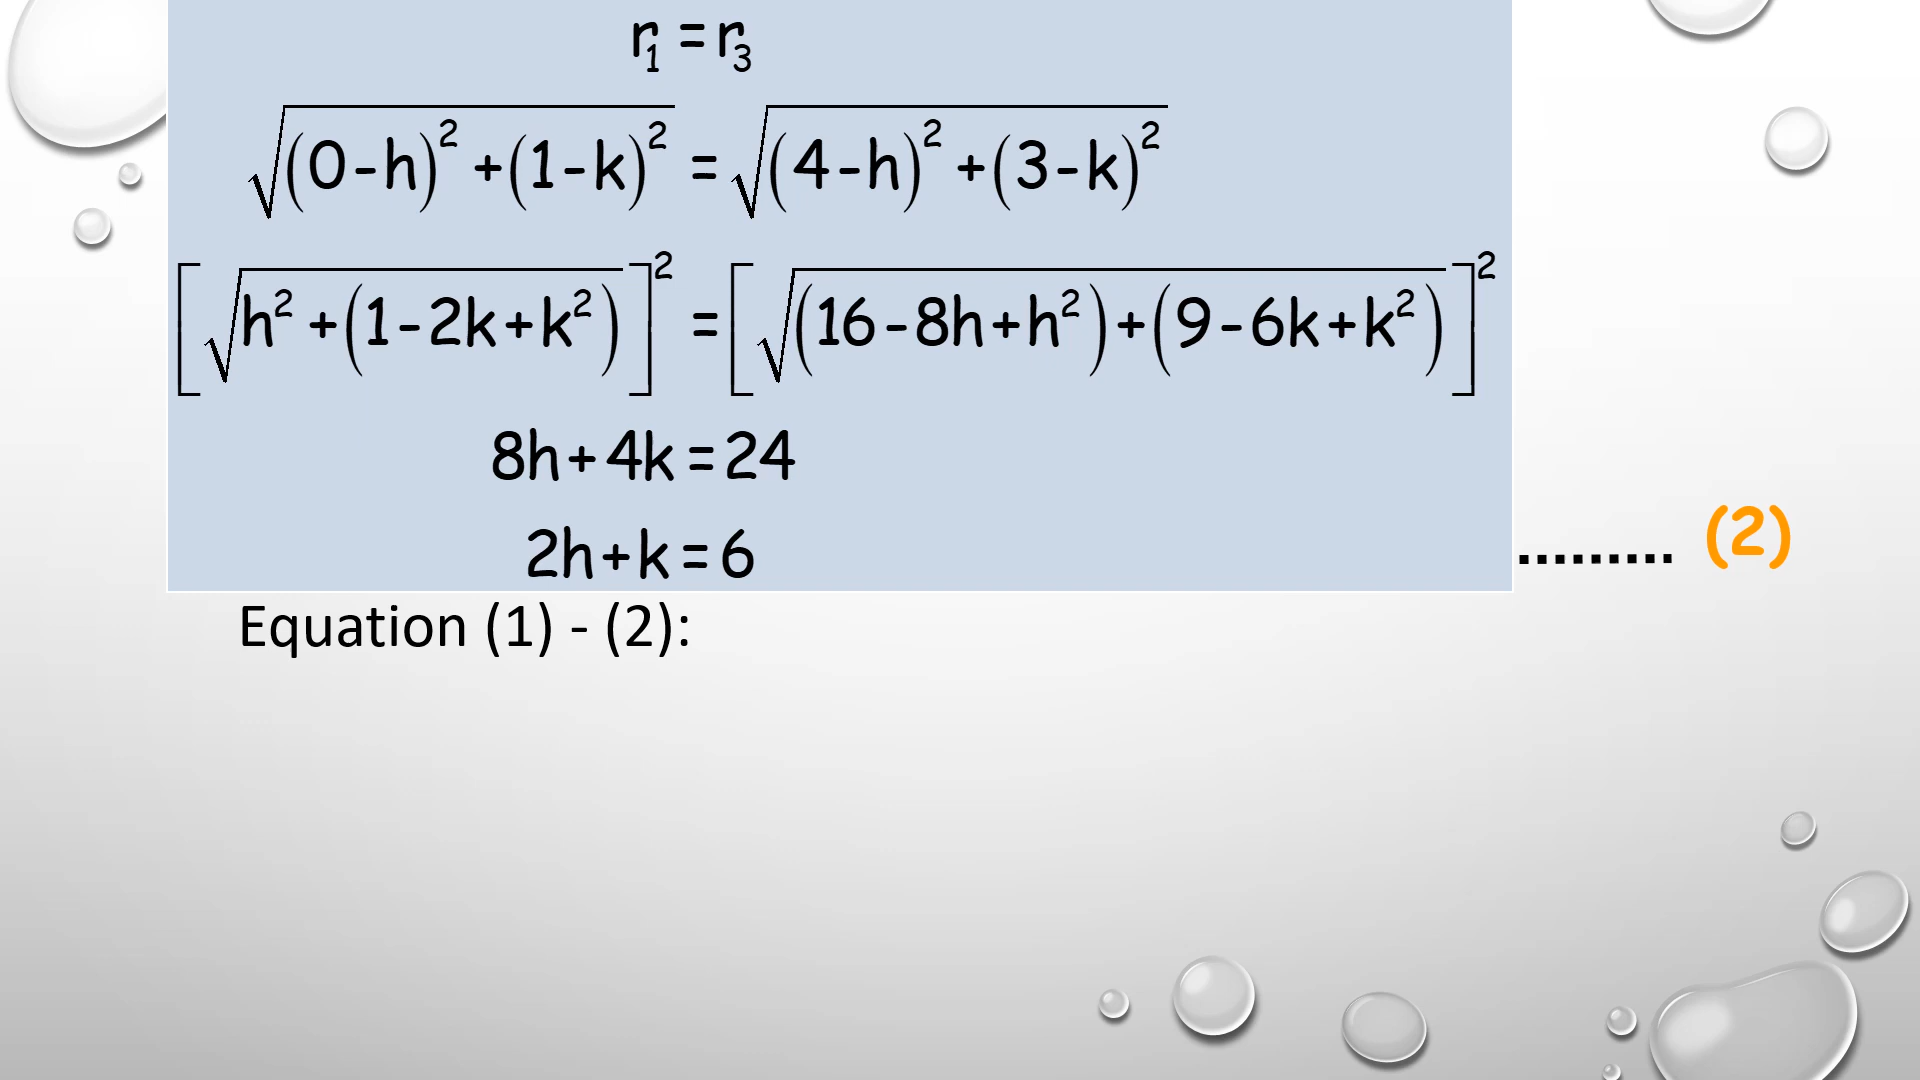 r₁ = r₃
√((0-h)² + (1-k)²) = √((4-h)² + (3-k)²)
[√(h² + (1-2k+k²))]² = [√((16-8h+h²) + (9-6k+k²))]²
8h+4k = 24
2h+k = 6 ......... (2)
Equation (1) - (2):